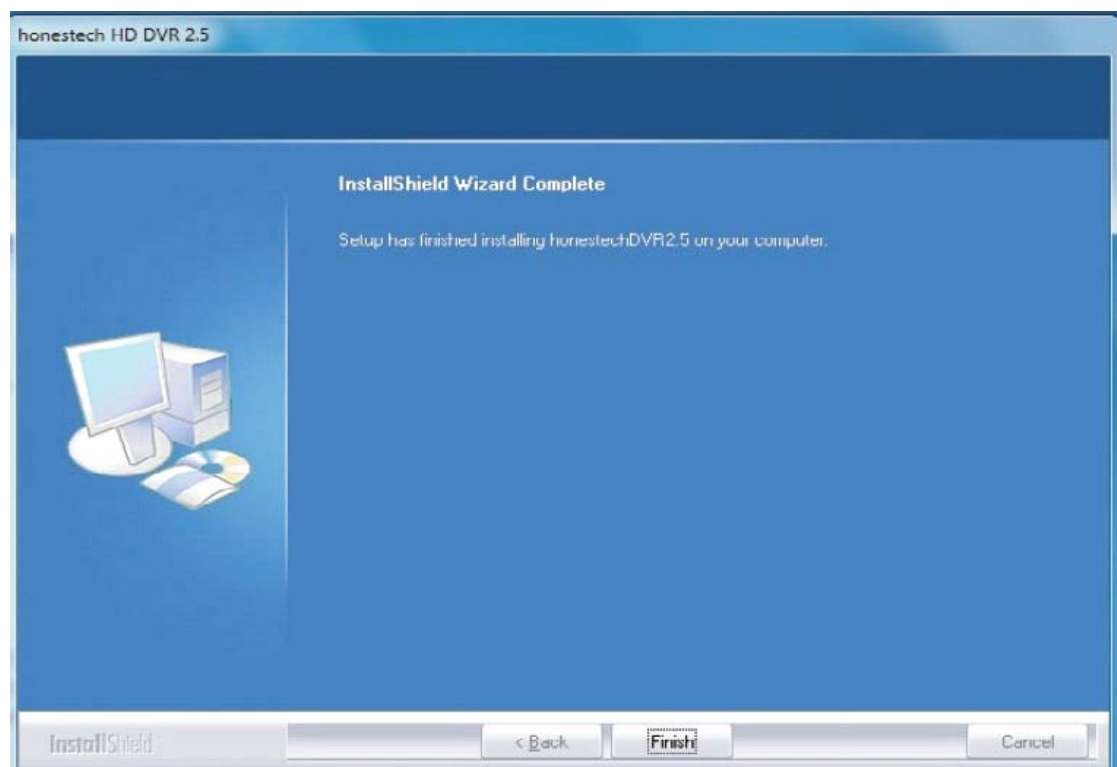 honestech HD DVR 2.5
InstallShield Wizard Complete
Setup has finished installing honestechDVR2.5 on your computer.
InstallShield
< Back
Finish
Cancel